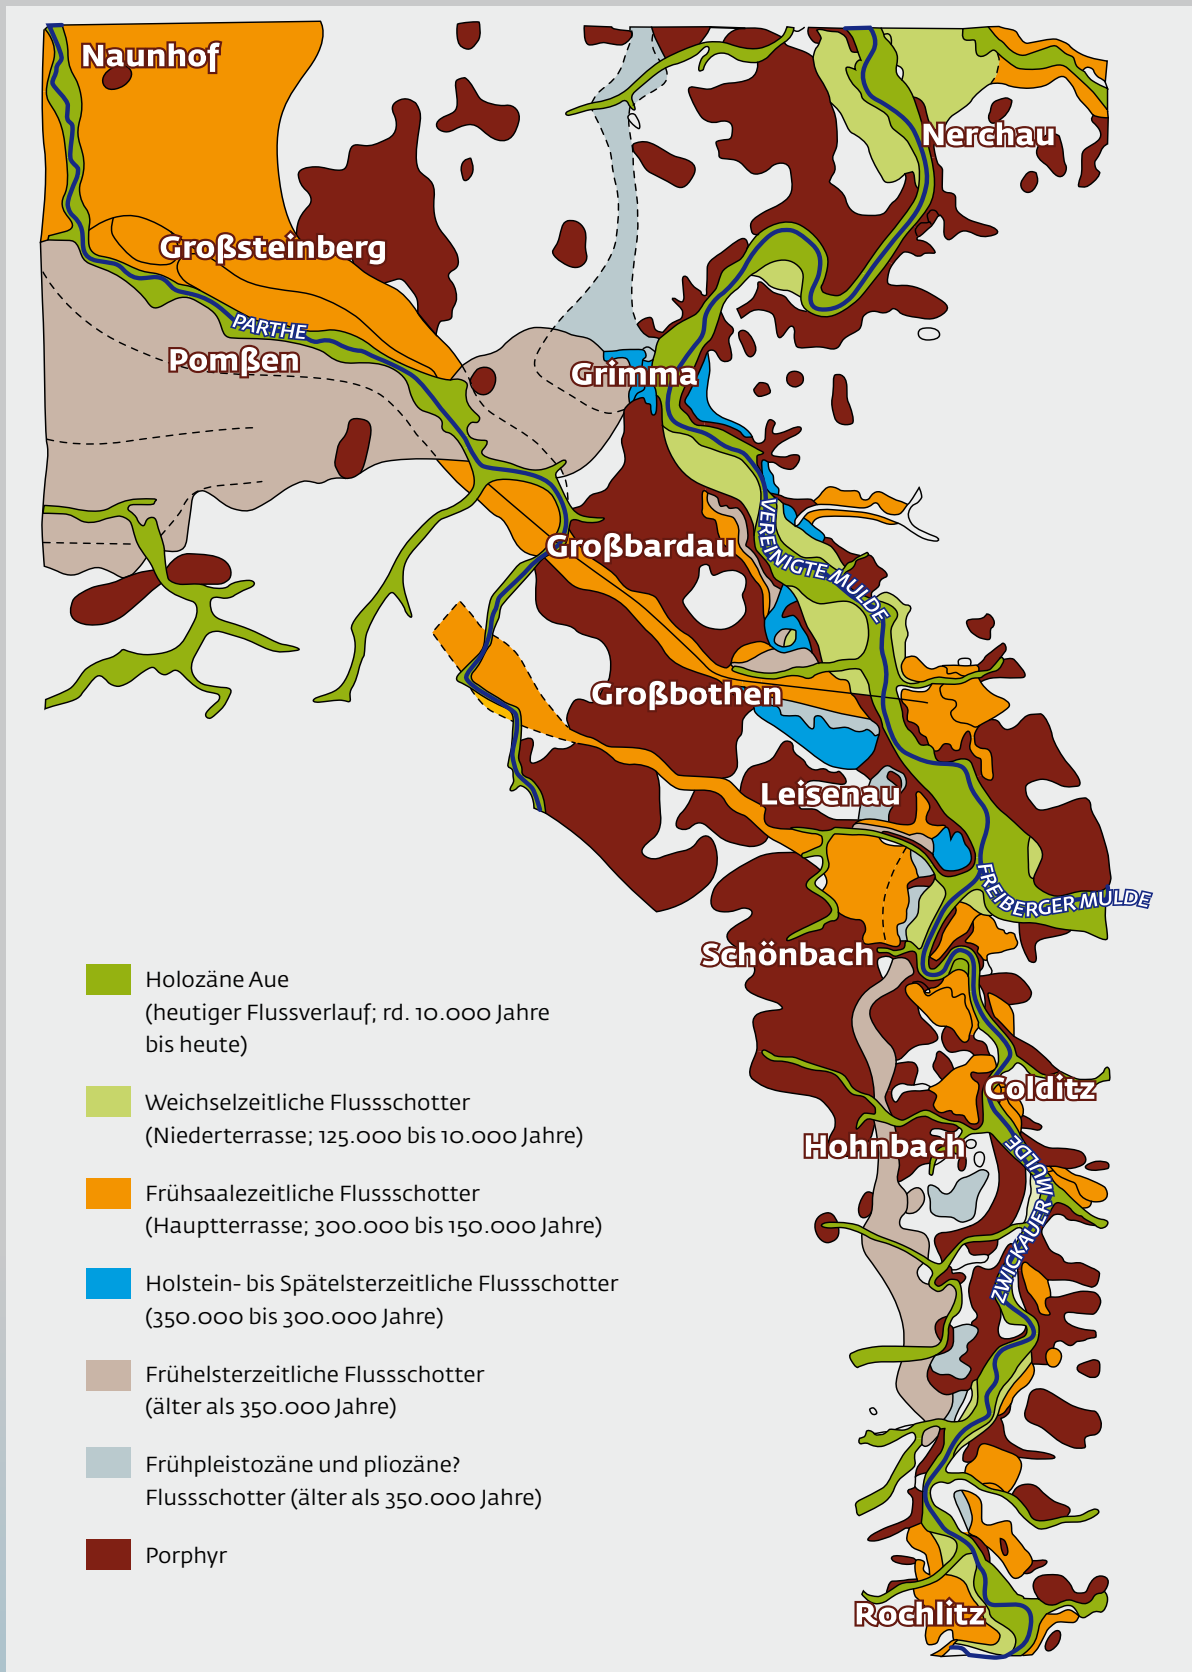 Naunhof
Nerchau
Großsteinberg
PARTHE
Pomßen
Grimma
VEREINIGTE MULDE
Großbardau
Großbothen
Leisenau
FREIBERGER MULDE
Schönbach
Colditz
Hohnbach
ZWICKAUER MULDE
Rochlitz
Holozäne Aue
(heutiger Flussverlauf; rd. 10.000 Jahre
bis heute)
Weichselzeitliche Flussschotter
(Niederterrasse; 125.000 bis 10.000 Jahre)
Frühsaalezeitliche Flussschotter
(Hauptterrasse; 300.000 bis 150.000 Jahre)
Holstein- bis Spätelsterzeitliche Flussschotter
(350.000 bis 300.000 Jahre)
Frühelsterzeitliche Flussschotter
(älter als 350.000 Jahre)
Frühpleistozäne und pliozäne?
Flussschotter (älter als 350.000 Jahre)
Porphyr